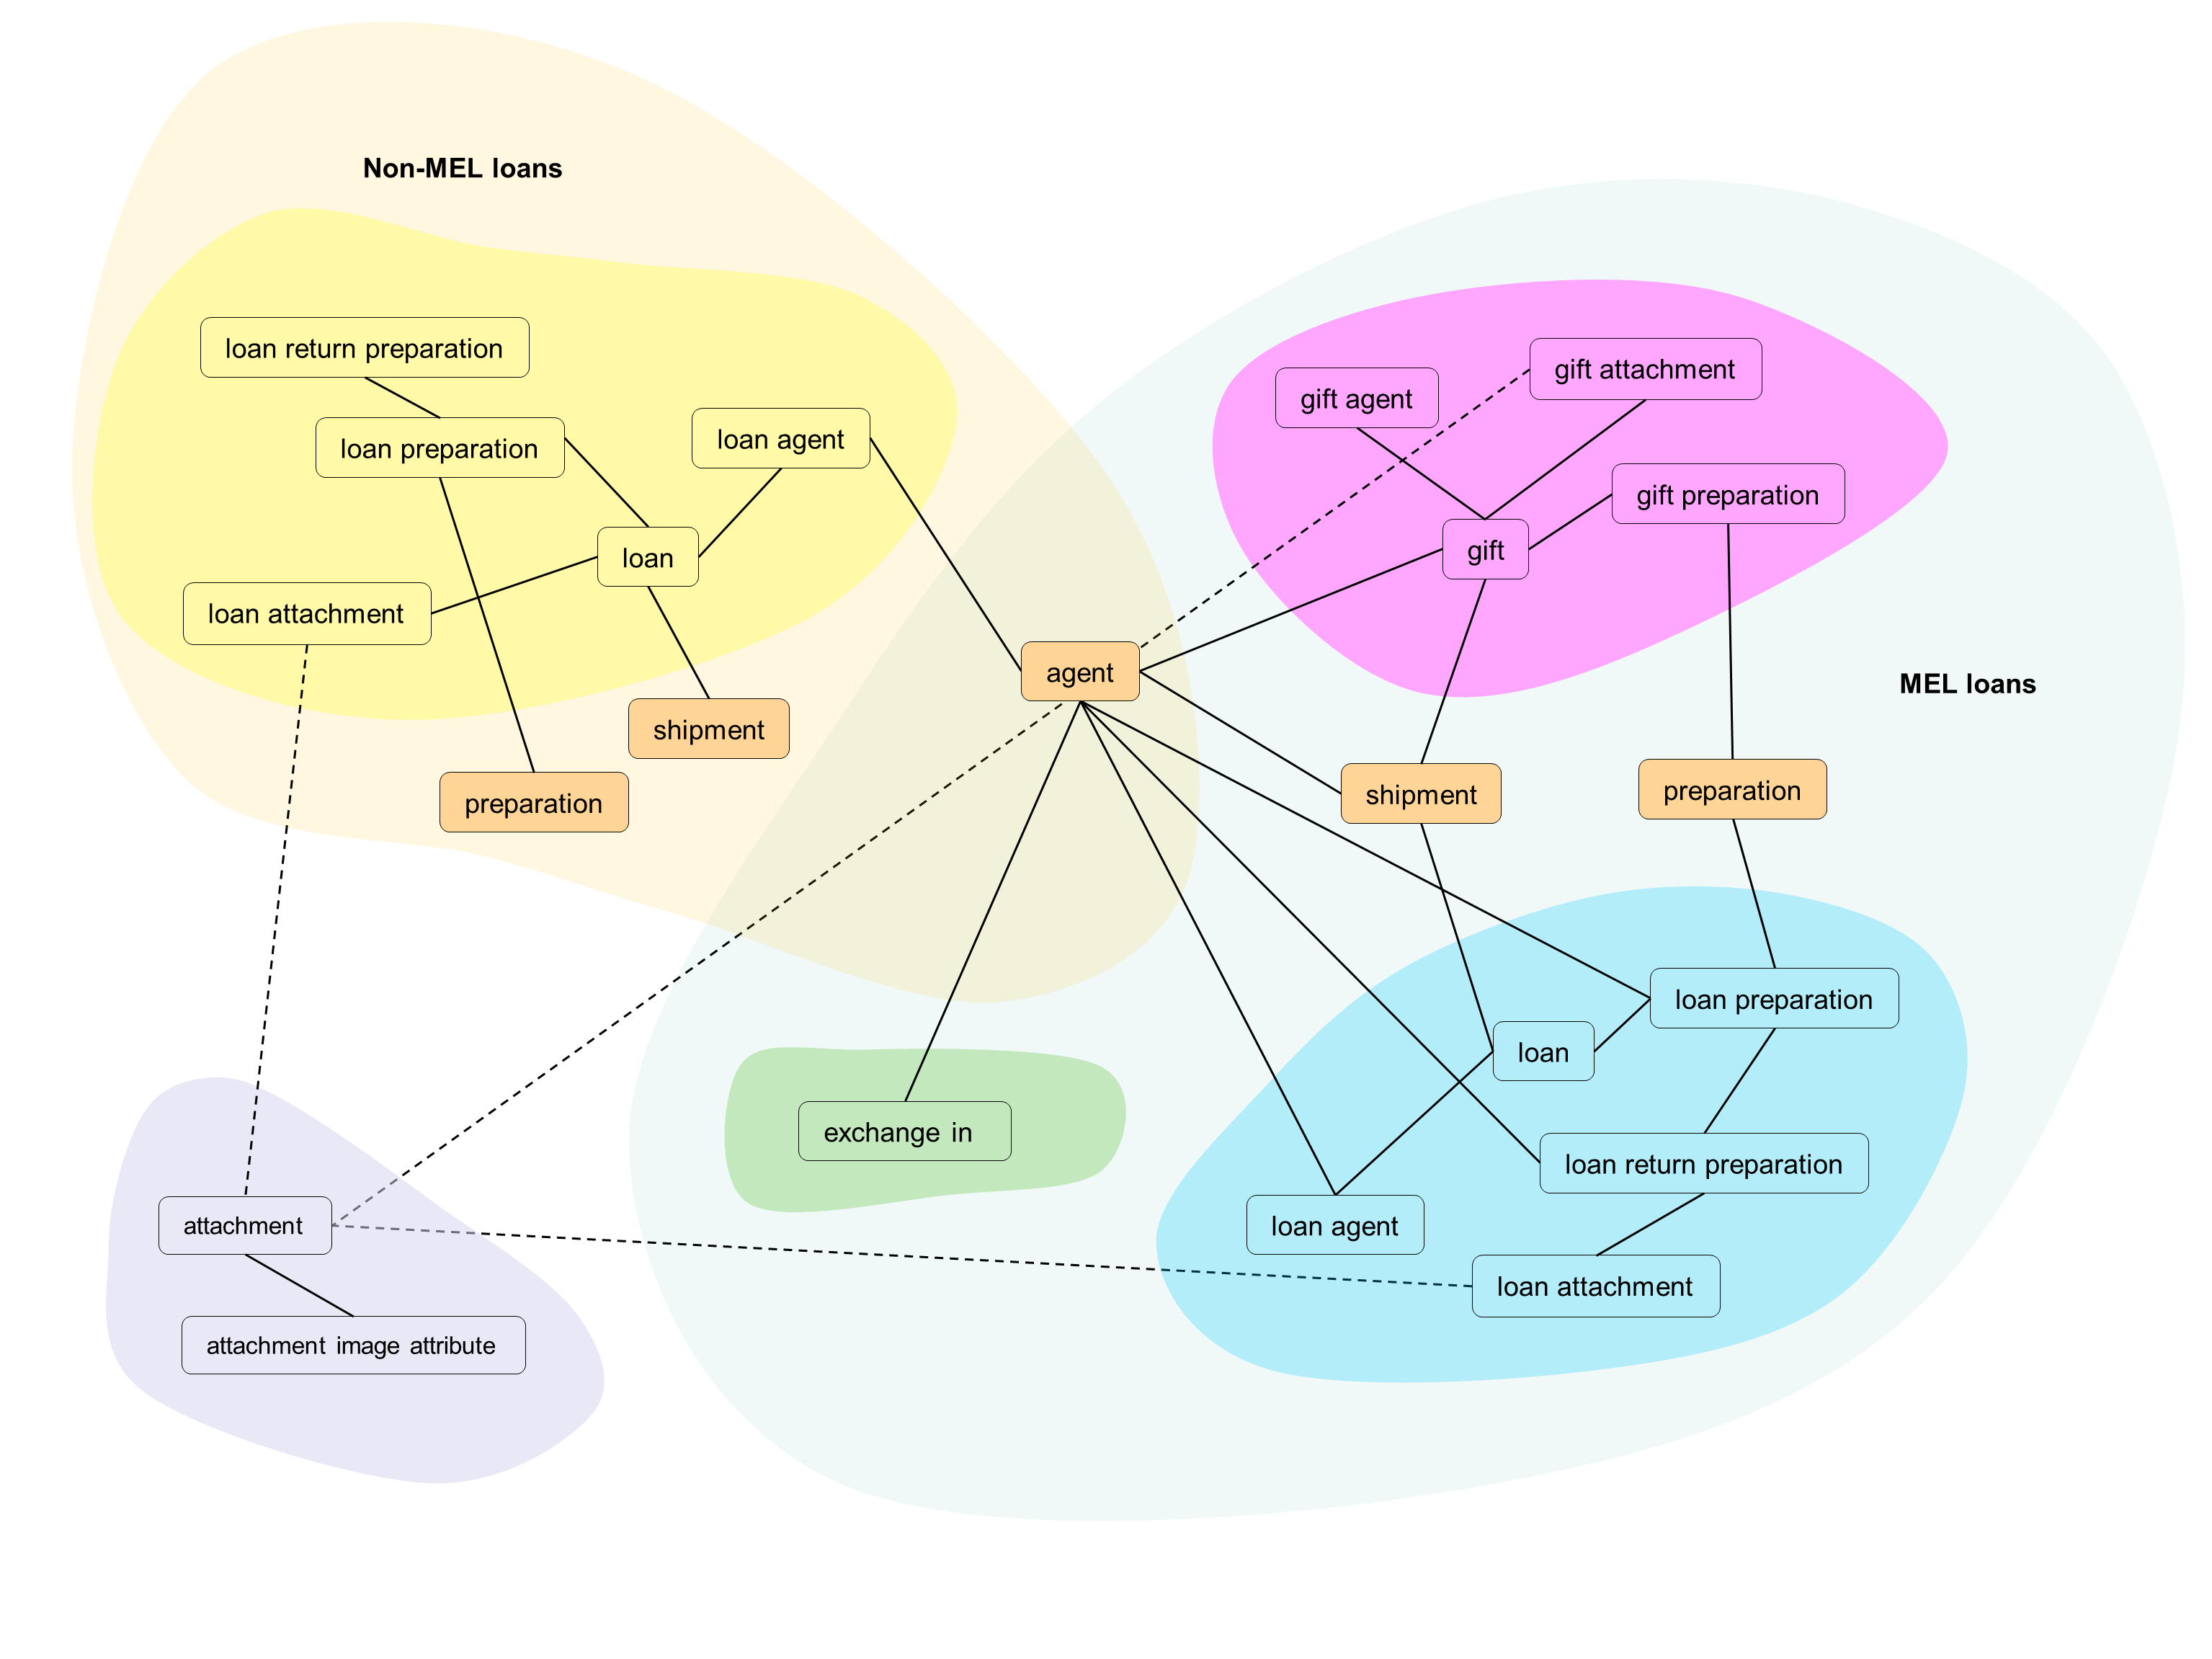 Non-MEL loans
loan return preparation
loan preparation
loan agent
loan
loan attachment
shipment
preparation
agent
gift agent
gift attachment
gift preparation
gift
MEL loans
shipment
preparation
loan preparation
loan
exchange in
loan return preparation
loan agent
loan attachment
attachment
attachment image attribute